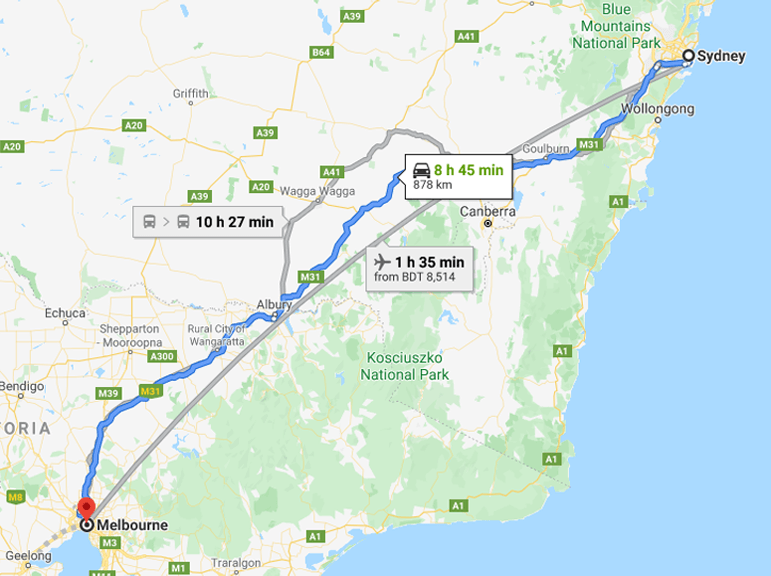 Blue
Mountains
National Park
A39
A41
B64
Sydney
Griffith
Wollongong
A20
A39
A20
M31
Goulburn
A41
8 h 45 min
878 km
A39
A20
Wagga Wagga
A1
10 h 27 min
Canberra
1 h 35 min
from BDT 8,514
M31
Albury
Echuca
Shepparton
- Mooroopna
Rural City of
Wangaratta
A300
A1
Kosciuszko
National Park
Bendigo
M39
M31
ORIA
A1
M8
A1
Melbourne
A1
M3
Geelong
M1
Traralgon